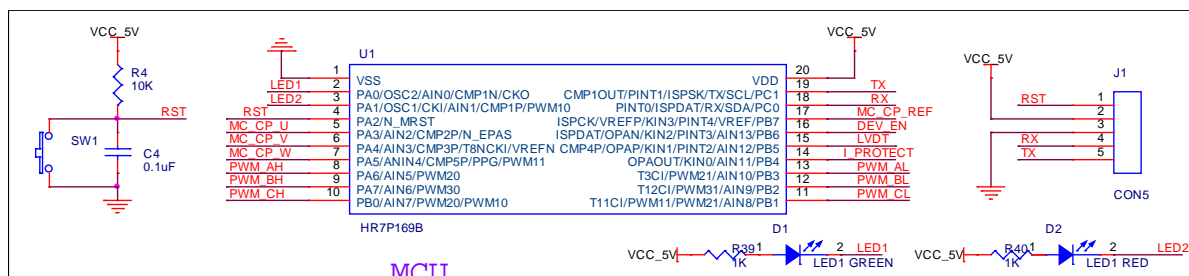 VCC_5V
R4
10K
RST
SW1
C4
0.1uF
U1
LED1
LED2
RST
MC_CP_U
MC_CP_V
MC_CP_W
PWM_AH
PWM_BH
PWM_CH
1
2
3
4
5
6
7
8
9
10
VSS
PA0/OSC2/AIN0/CMP1N/CKO
PA1/OSC1/CKI/AIN1/CMP1P/PWM10
PA2/N_MRST
PA3/AIN2/CMP2P/N_EPAS
PA4/AIN3/CMP3P/T8NCKI/VREFN
PA5/ANIN4/CMP5P/PPG/PWM11
PA6/AIN5/PWM20
PA7/AIN6/PWM30
PB0/AIN7/PWM20/PWM10
VDD
CMP1OUT/PINT1/ISPSK/TX/SCL/PC1
PINT0/ISPDAT/RX/SDA/PC0
ISPCK/VREFP/KIN3/PINT4/VREF/PB7
ISPDAT/OPAN/KIN2/PINT3/AIN13/PB6
CMP4P/OPAP/KIN1/PINT2/AIN12/PB5
OPAOUT/KIN0/AIN11/PB4
T3CI/PWM21/AIN10/PB3
T12CI/PWM31/AIN9/PB2
T11CI/PWM11/PWM21/AIN8/PB1
20
19
18
17
16
15
14
13
12
11
VCC_5V
TX
RX
MC_CP_REF
DEV_EN
LVDT
I_PROTECT
PWM_AL
PWM_BL
PWM_CL
HR7P169B
VCC_5V
J1
RST
RX
TX
1
2
3
4
5
CON5
MCU
D1
VCC_5V
R39
1K
1
2
LED1
LED1 GREEN
D2
VCC_5V
R40
1K
1
2
LED2
LED1 RED